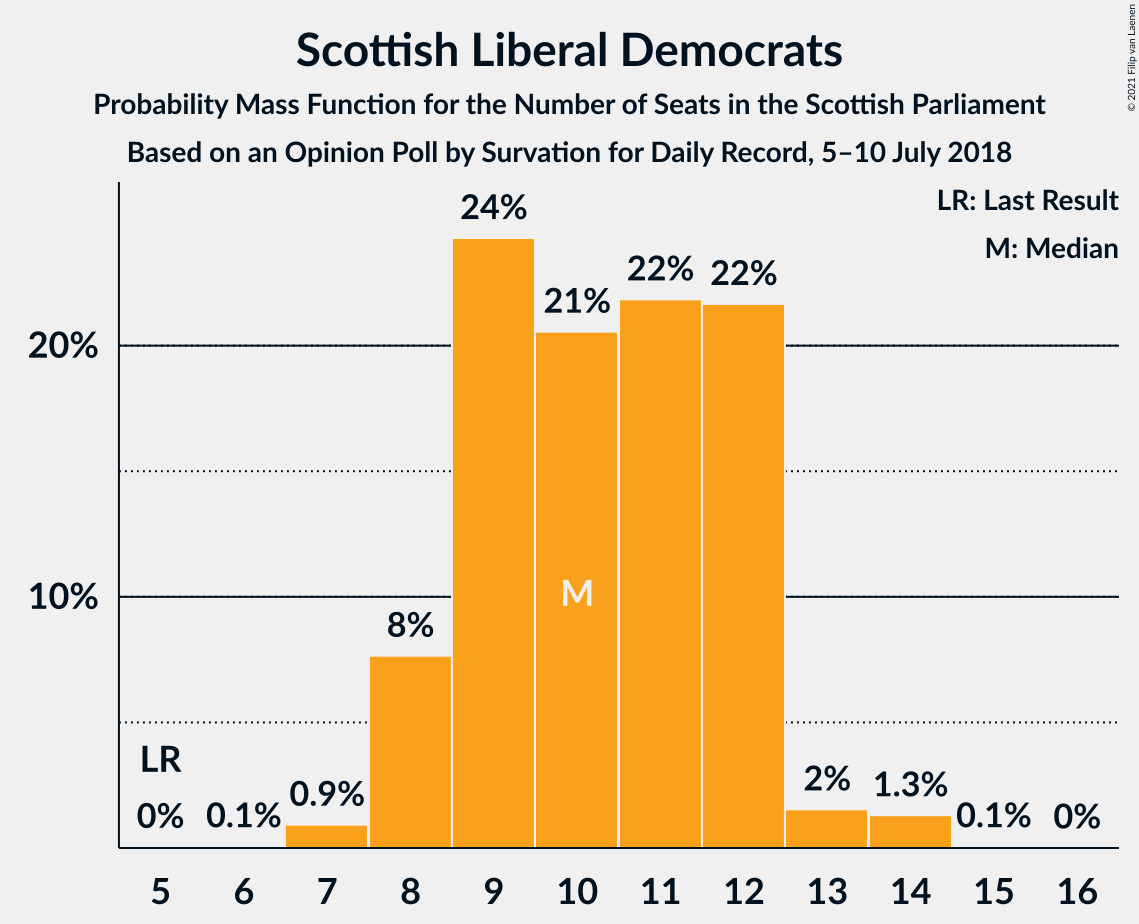 © 2021 Filip van Laenen
Scottish Liberal Democrats
Probability Mass Function for the Number of Seats in the Scottish Parliament
Based on an Opinion Poll by Survation for Daily Record, 5–10 July 2018
LR: Last Result
M: Median
20%
10%
LR
0%
0.1%
0.9%
8%
24%
21%
M
22%
22%
2%
1.3%
0.1%
0%
5 6 7 8 9 10 11 12 13 14 15 16